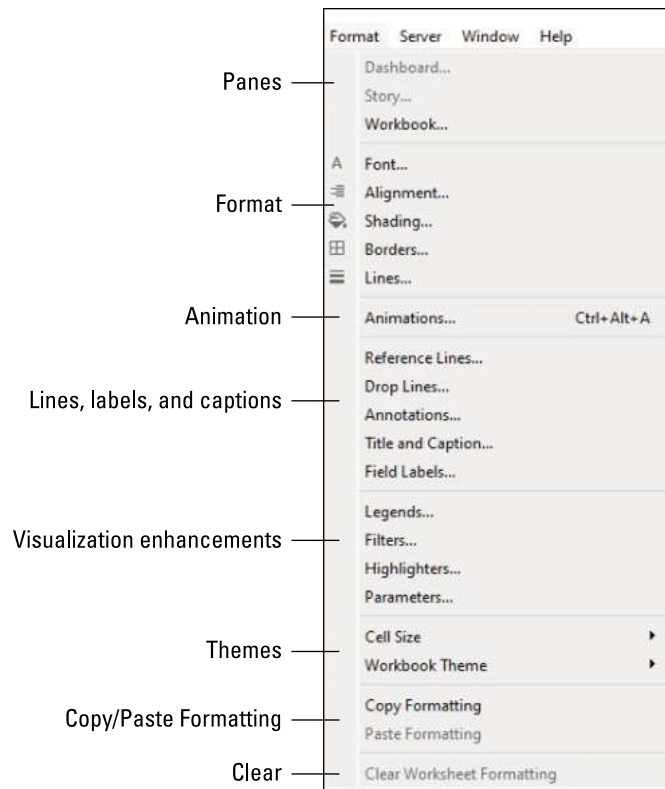 Format Server Window Help
Panes
Dashboard...
Story...
Workbook...
Format
A
Font...
Alignment...
Shading...
Borders...
Lines...
Animation
Animations... Ctrl+Alt+A
Lines, labels, and captions
Reference Lines...
Drop Lines...
Annotations...
Title and Caption...
Field Labels...
Visualization enhancements
Legends...
Filters...
Highlighters...
Parameters...
Themes
Cell Size
Workbook Theme
Copy/Paste Formatting
Copy Formatting
Paste Formatting
Clear
Clear Worksheet Formatting